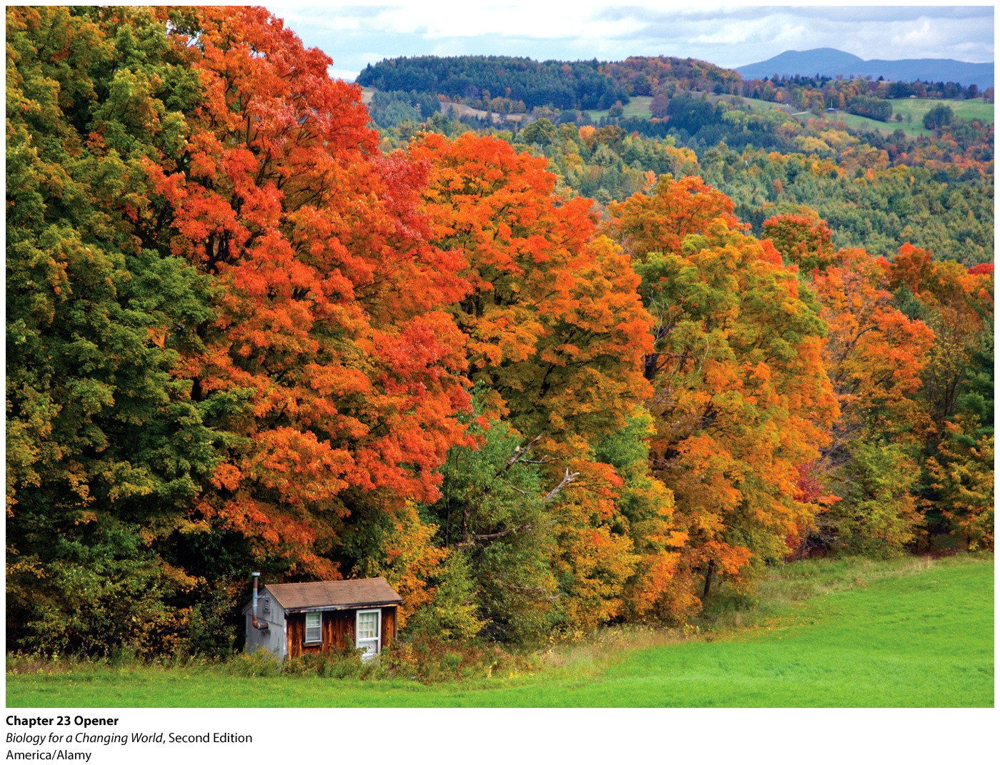 Chapter 23 Opener
Biology for a Changing World, Second Edition
America/Alamy